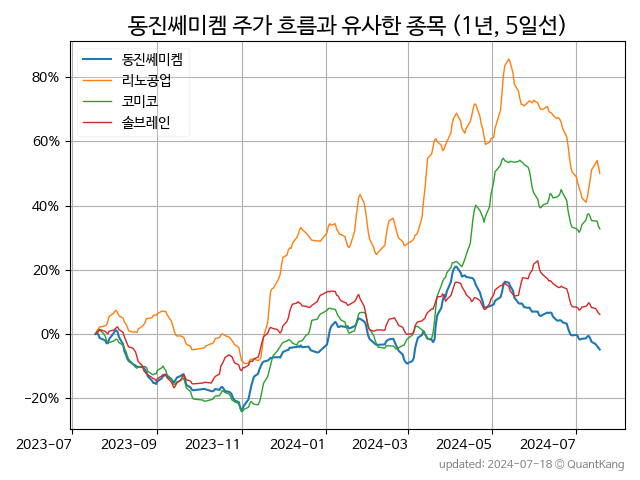 동진쎄미켐 주가 흐름과 유사한 종목 (1년, 5일선)
동진쎄미켐
리노공업
코미코
솔브레인
80%
60%
40%
20%
0%
−20%
2023-07 2023-09 2023-11 2024-01 2024-03 2024-05 2024-07
updated: 2024-07-18 © QuantKang